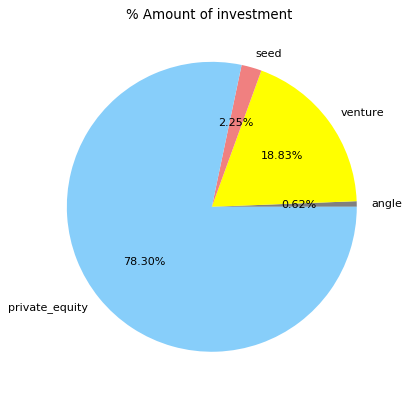 % Amount of investment
seed
2.25%
venture
18.83%
0.62%
angle
78.30%
private_equity